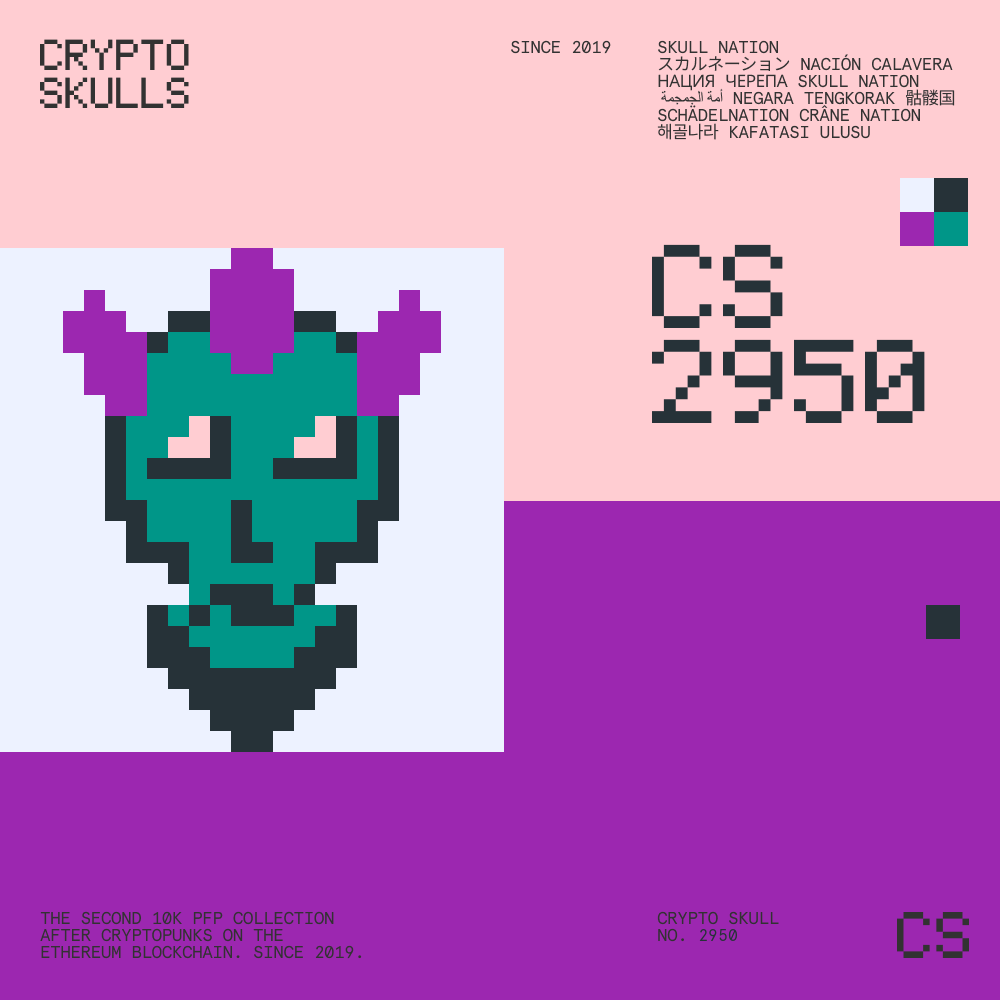 CRYPTO
SKULLS
SINCE 2019
SKULL NATION
スカルネーション NACIÓN CALAVERA
НАЦИЯ ЧЕРЕПА SKULL NATION
أمة الجمجمة NEGARA TENGKORAK 骷髅国
SCHÄDELNATION CRÂNE NATION
해골나라 KAFATASI ULUSU
CS
2950
THE SECOND 10K PFP COLLECTION
AFTER CRYPTOPUNKS ON THE
ETHEREUM BLOCKCHAIN. SINCE 2019.
CRYPTO SKULL
NO. 2950
CS